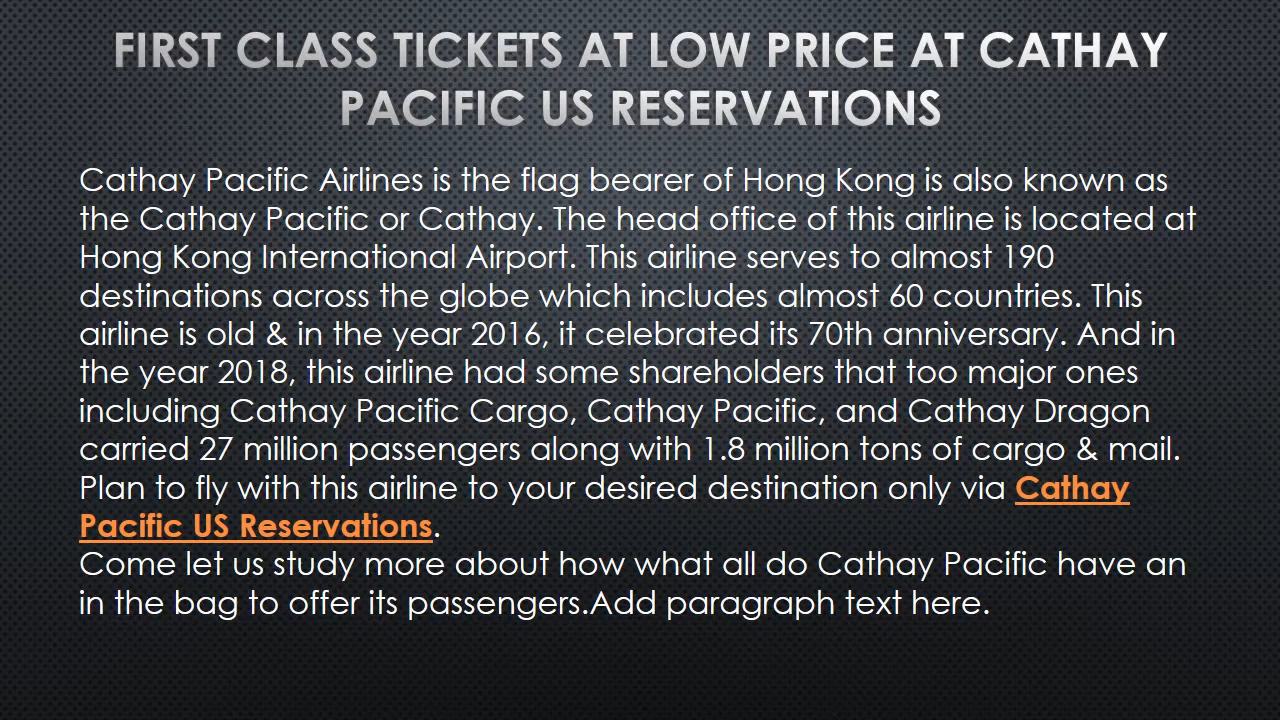 FIRST CLASS TICKETS AT LOW PRICE AT CATHAY
PACIFIC US RESERVATIONS
Cathay Pacific Airlines is the flag bearer of Hong Kong is also known as
the Cathay Pacific or Cathay. The head office of this airline is located at
Hong Kong International Airport. This airline serves to almost 190
destinations across the globe which includes almost 60 countries. This
airline is old & in the year 2016, it celebrated its 70th anniversary. And in
the year 2018, this airline had some shareholders that too major ones
including Cathay Pacific Cargo, Cathay Pacific, and Cathay Dragon
carried 27 million passengers along with 1.8 million tons of cargo & mail.
Plan to fly with this airline to your desired destination only via Cathay
Pacific US Reservations.
Come let us study more about how what all do Cathay Pacific have an
in the bag to offer its passengers.Add paragraph text here.